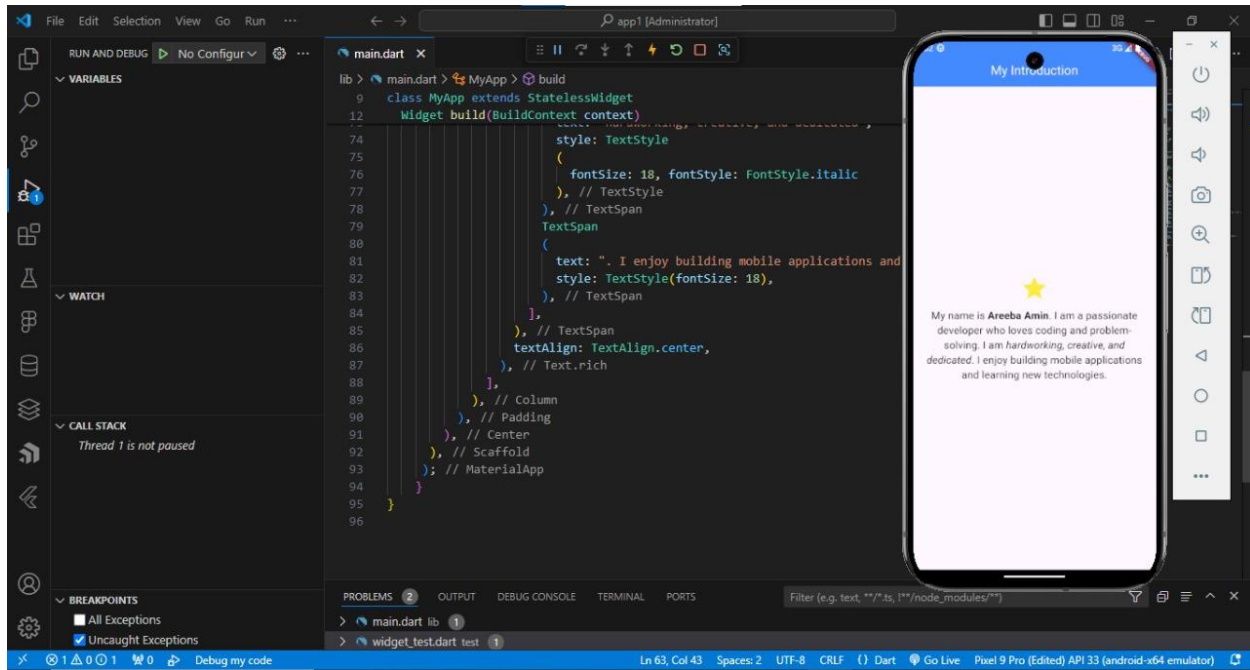 File Edit Selection View Go Run ···
app1 [Administrator]
RUN AND DEBUG No Configur ···
VARIABLES
WATCH
CALL STACK
Thread 1 is not paused
BREAKPOINTS
All Exceptions
Uncaught Exceptions
1
main.dart
lib > main.dart > MyApp > build
9 class MyApp extends StatelessWidget
12 Widget build(BuildContext context)
74 style: TextStyle
75 (
76 fontSize: 18, fontStyle: FontStyle.italic
77 ), // TextStyle
78 ), // TextSpan
79 TextSpan
80 (
81 text: ". I enjoy building mobile applications and
82 style: TextStyle(fontSize: 18),
83 ), // TextSpan
84 ],
85 ), // TextSpan
86 textAlign: TextAlign.center,
87 ), // Text.rich
88 ],
89 ), // Column
90 ), // Padding
91 ), // Center
92 ), // Scaffold
93 ); // MaterialApp
94 }
95 }
96
3G
My Introduction
My name is Areeba Amin. I am a passionate
developer who loves coding and problem-
solving. I am hardworking, creative, and
dedicated. I enjoy building mobile applications
and learning new technologies.
PROBLEMS 2 OUTPUT DEBUG CONSOLE TERMINAL PORTS
Filter (e.g. text, **/*.ts, !**/node_modules/**)
main.dart lib 1
widget_test.dart test 1
1 0 1 0 Debug my code
Ln 63, Col 43 Spaces: 2 UTF-8 CRLF {} Dart Go Live Pixel 9 Pro (Edited) API 33 (android-x64 emulator)